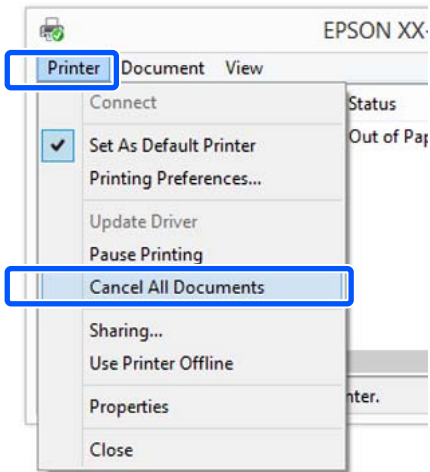 EPSON XX-
Printer Document View
Connect
Status
Set As Default Printer
Out of Pap
Printing Preferences...
Update Driver
Pause Printing
Cancel All Documents
Sharing...
Use Printer Offline
Properties
nter.
Close